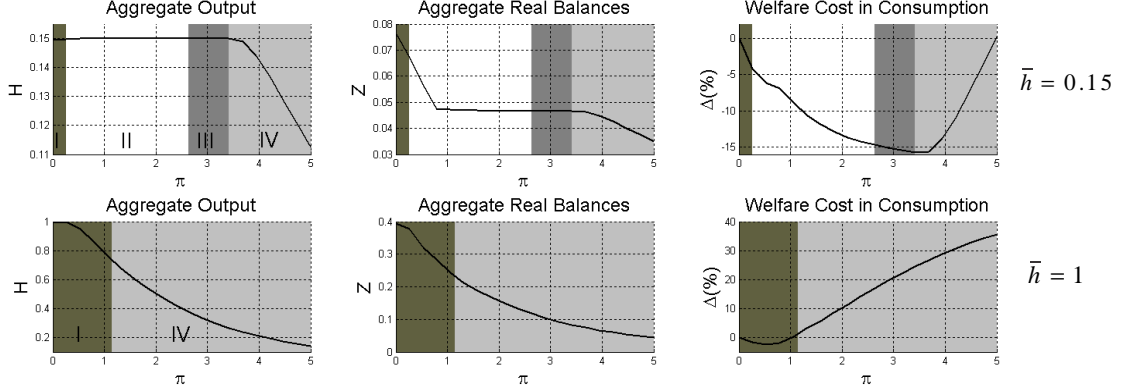 Aggregate Output
Aggregate Real Balances
Welfare Cost in Consumption
0.15
0.14
0.13
0.12
0.11
H
I
II
III
IV
0 1 2 3 4 5
π
0.08
0.07
0.06
0.05
0.04
0.03
Z
0 1 2 3 4 5
π
0
-5
-10
-15
Δ(%)
0 1 2 3 4 5
π
h̄ = 0.15
Aggregate Output
Aggregate Real Balances
Welfare Cost in Consumption
1
0.8
0.6
0.4
0.2
H
I
IV
0 1 2 3 4 5
π
0.4
0.3
0.2
0.1
0
Z
0 1 2 3 4 5
π
40
30
20
10
0
Δ(%)
0 1 2 3 4 5
π
h̄ = 1